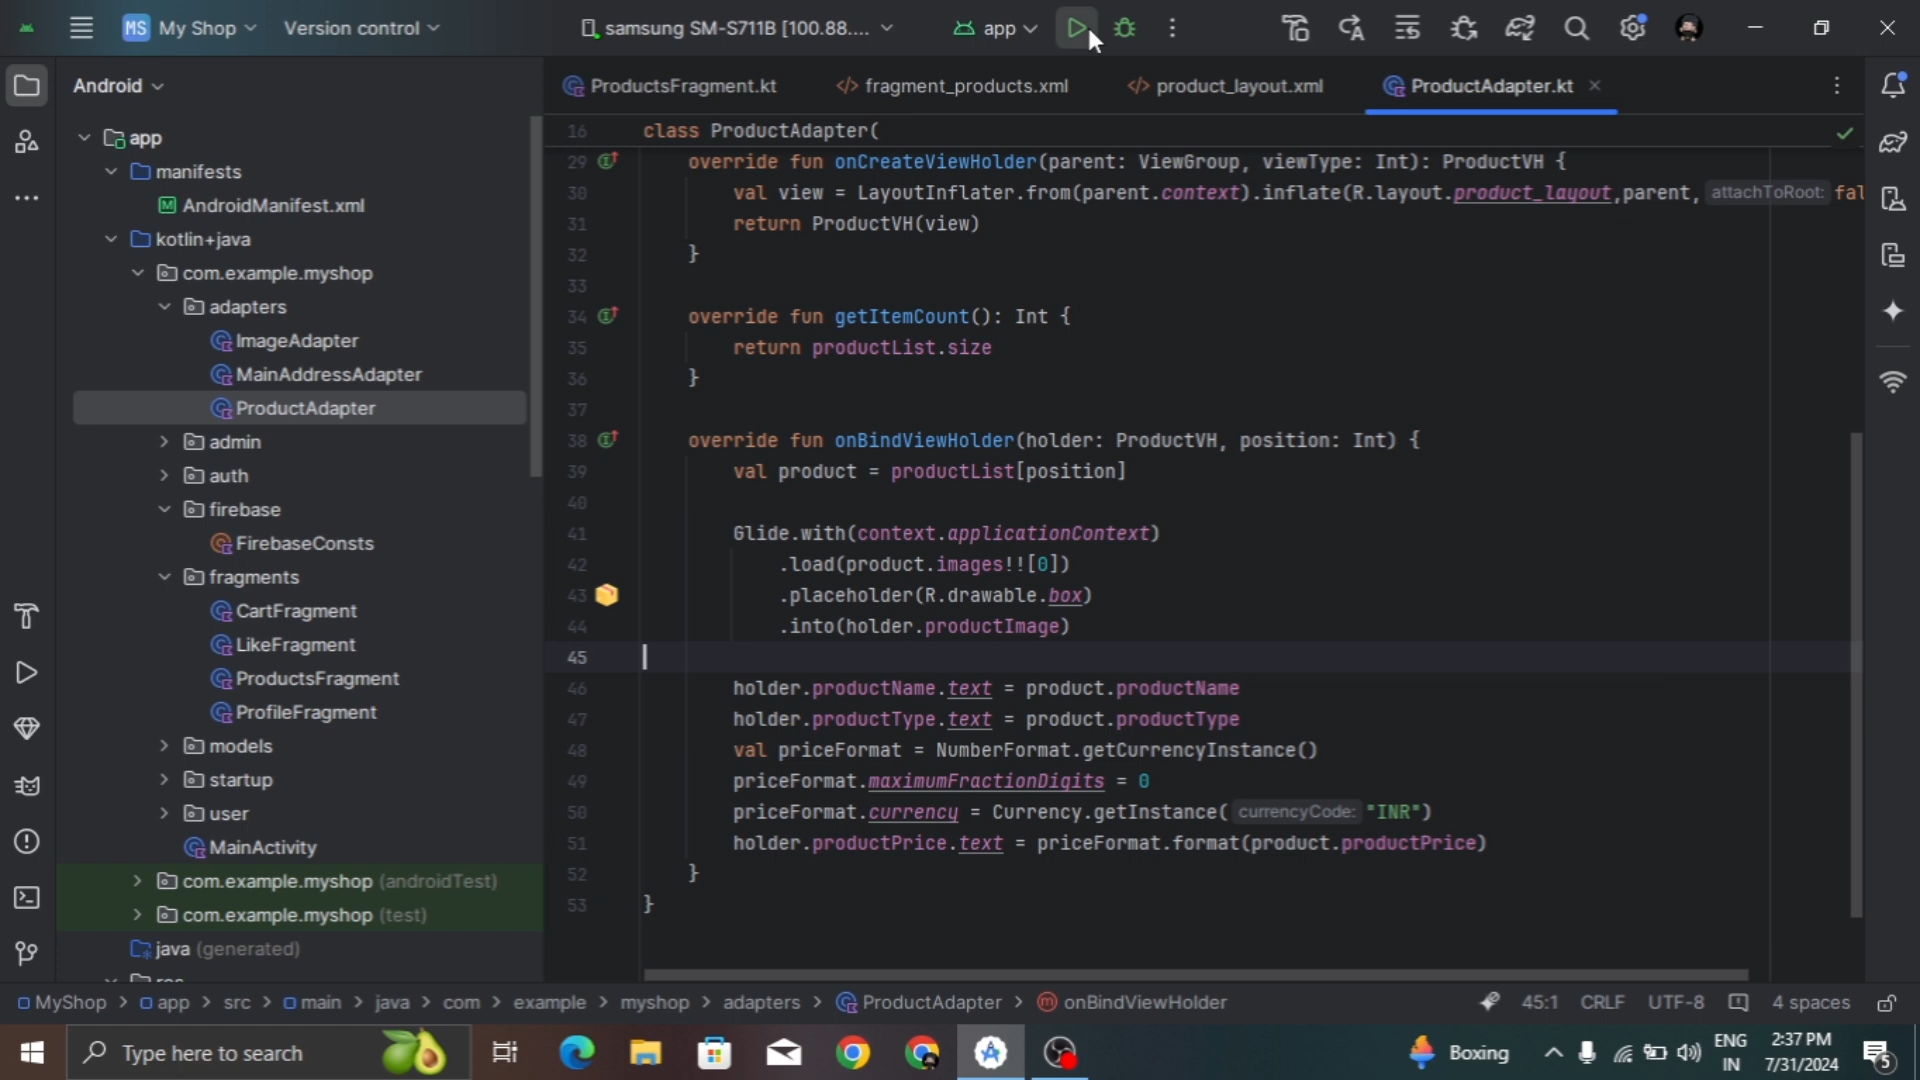 MS My Shop Version control samsung SM-S711B [100.88.... app
Android
ProductsFragment.kt fragment_products.xml product_layout.xml ProductAdapter.kt
app
manifests
AndroidManifest.xml
kotlin+java
com.example.myshop
adapters
ImageAdapter
MainAddressAdapter
ProductAdapter
admin
auth
firebase
FirebaseConsts
fragments
CartFragment
LikeFragment
ProductsFragment
ProfileFragment
models
startup
user
MainActivity
com.example.myshop (androidTest)
com.example.myshop (test)
java (generated)
16 class ProductAdapter(
29 override fun onCreateViewHolder(parent: ViewGroup, viewType: Int): ProductVH {
30 val view = LayoutInflater.from(parent.context).inflate(R.layout.product_layout,parent, attachToRoot: fal
31 return ProductVH(view)
32 }
33
34 override fun getItemCount(): Int {
35 return productList.size
36 }
37
38 override fun onBindViewHolder(holder: ProductVH, position: Int) {
39 val product = productList[position]
40
41 Glide.with(context.applicationContext)
42 .load(product.images!![0])
43 .placeholder(R.drawable.box)
44 .into(holder.productImage)
45
46 holder.productName.text = product.productName
47 holder.productType.text = product.productType
48 val priceFormat = NumberFormat.getCurrencyInstance()
49 priceFormat.maximumFractionDigits = 0
50 priceFormat.currency = Currency.getInstance( currencyCode: "INR")
51 holder.productPrice.text = priceFormat.format(product.productPrice)
52 }
53 }
MyShop > app > src > main > java > com > example > myshop > adapters > ProductAdapter > onBindViewHolder 45:1 CRLF UTF-8 4 spaces
Type here to search Boxing ENG IN 2:37 PM 7/31/2024 5